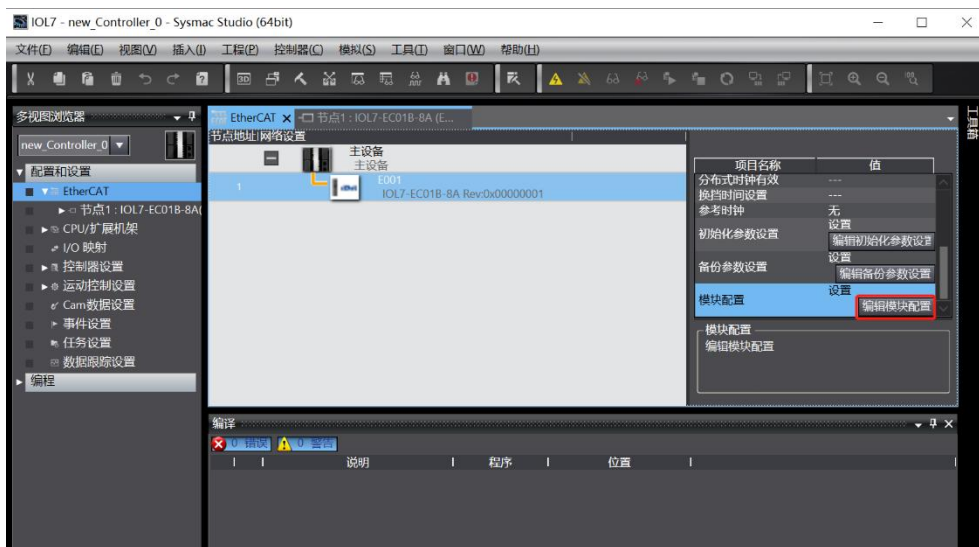 IOL7 - new_Controller_0 - Sysmac Studio (64bit)
文件(F) 编辑(E) 视图(V) 插入(I) 工程(P) 控制器(C) 模拟(S) 工具(T) 窗口(W) 帮助(H)
多视图浏览器
new_Controller_0
配置和设置
EtherCAT
节点1 : IOL7-EC01B-8A(
CPU/扩展机架
I/O 映射
控制器设置
运动控制设置
Cam数据设置
事件设置
任务设置
数据跟踪设置
编程
EtherCAT 节点1 : IOL7-EC01B-8A (E...
节点地址 网络设置
主设备
主设备
1 E001
IOL7-EC01B-8A Rev:0x00000001
项目名称 值
分布式时钟有效 ---
换挡时间设置 ---
参考时钟 无
初始化参数设置 设置
编辑初始化参数设置
备份参数设置 设置
编辑备份参数设置
模块配置 设置
编辑模块配置
模块配置
编辑模块配置
工具箱
编译
0 错误 0 警告
说明 程序 位置